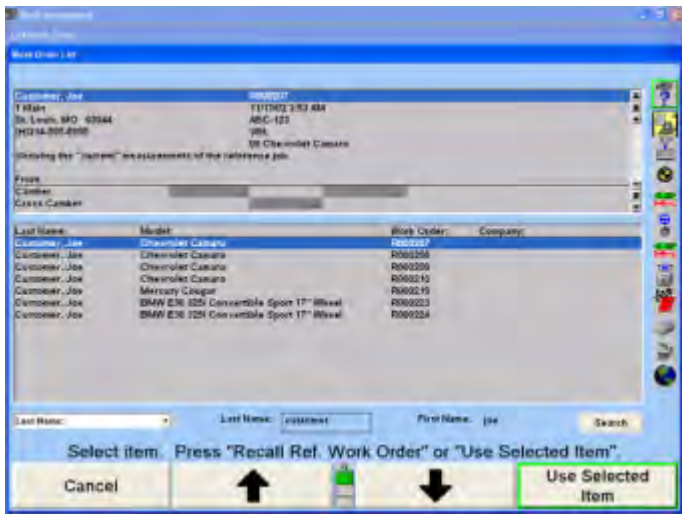 Work Order List
Customer, Joe R000207
1 Main
St. Louis, MO 63044 ABC-123
VIN:
Chevrolet Camaro
Showing the "current" measurements of the reference job.
Front
Camber
Cross Camber
Last Name: Model: Work Order: Company:
Customer, Joe Chevrolet Camaro R000207
Customer, Joe Chevrolet Camaro R000208
Customer, Joe Chevrolet Camaro R000209
Customer, Joe Chevrolet Camaro R000210
Customer, Joe Mercury Cougar R000219
Customer, Joe BMW E36 325i Convertible Sport 17" Wheel R000223
Customer, Joe BMW E36 325i Convertible Sport 17" Wheel R000224
Last Name: Last Name: customer First Name: joe Search
Select item. Press "Recall Ref. Work Order" or "Use Selected Item".
Cancel
Use Selected
Item